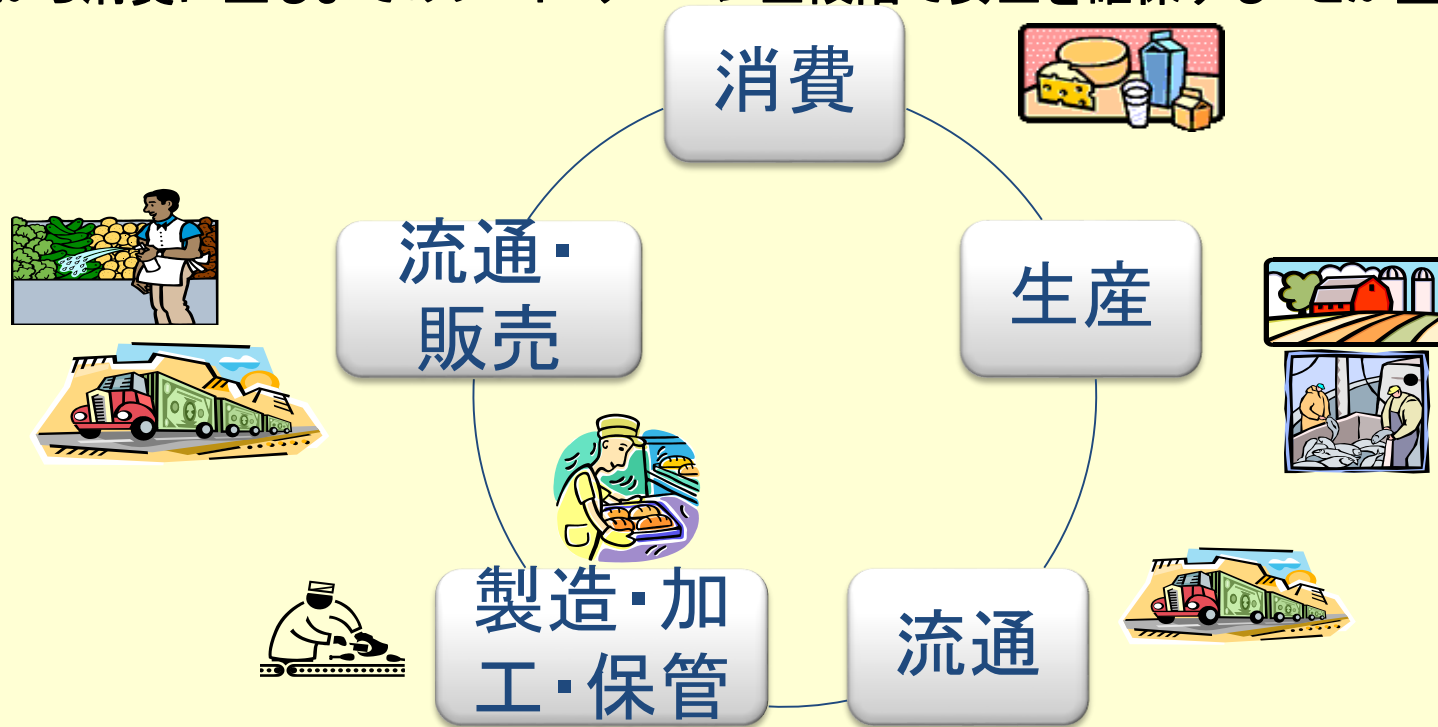 消費
生産
流通
製造・加
工・保管
流通・
販売